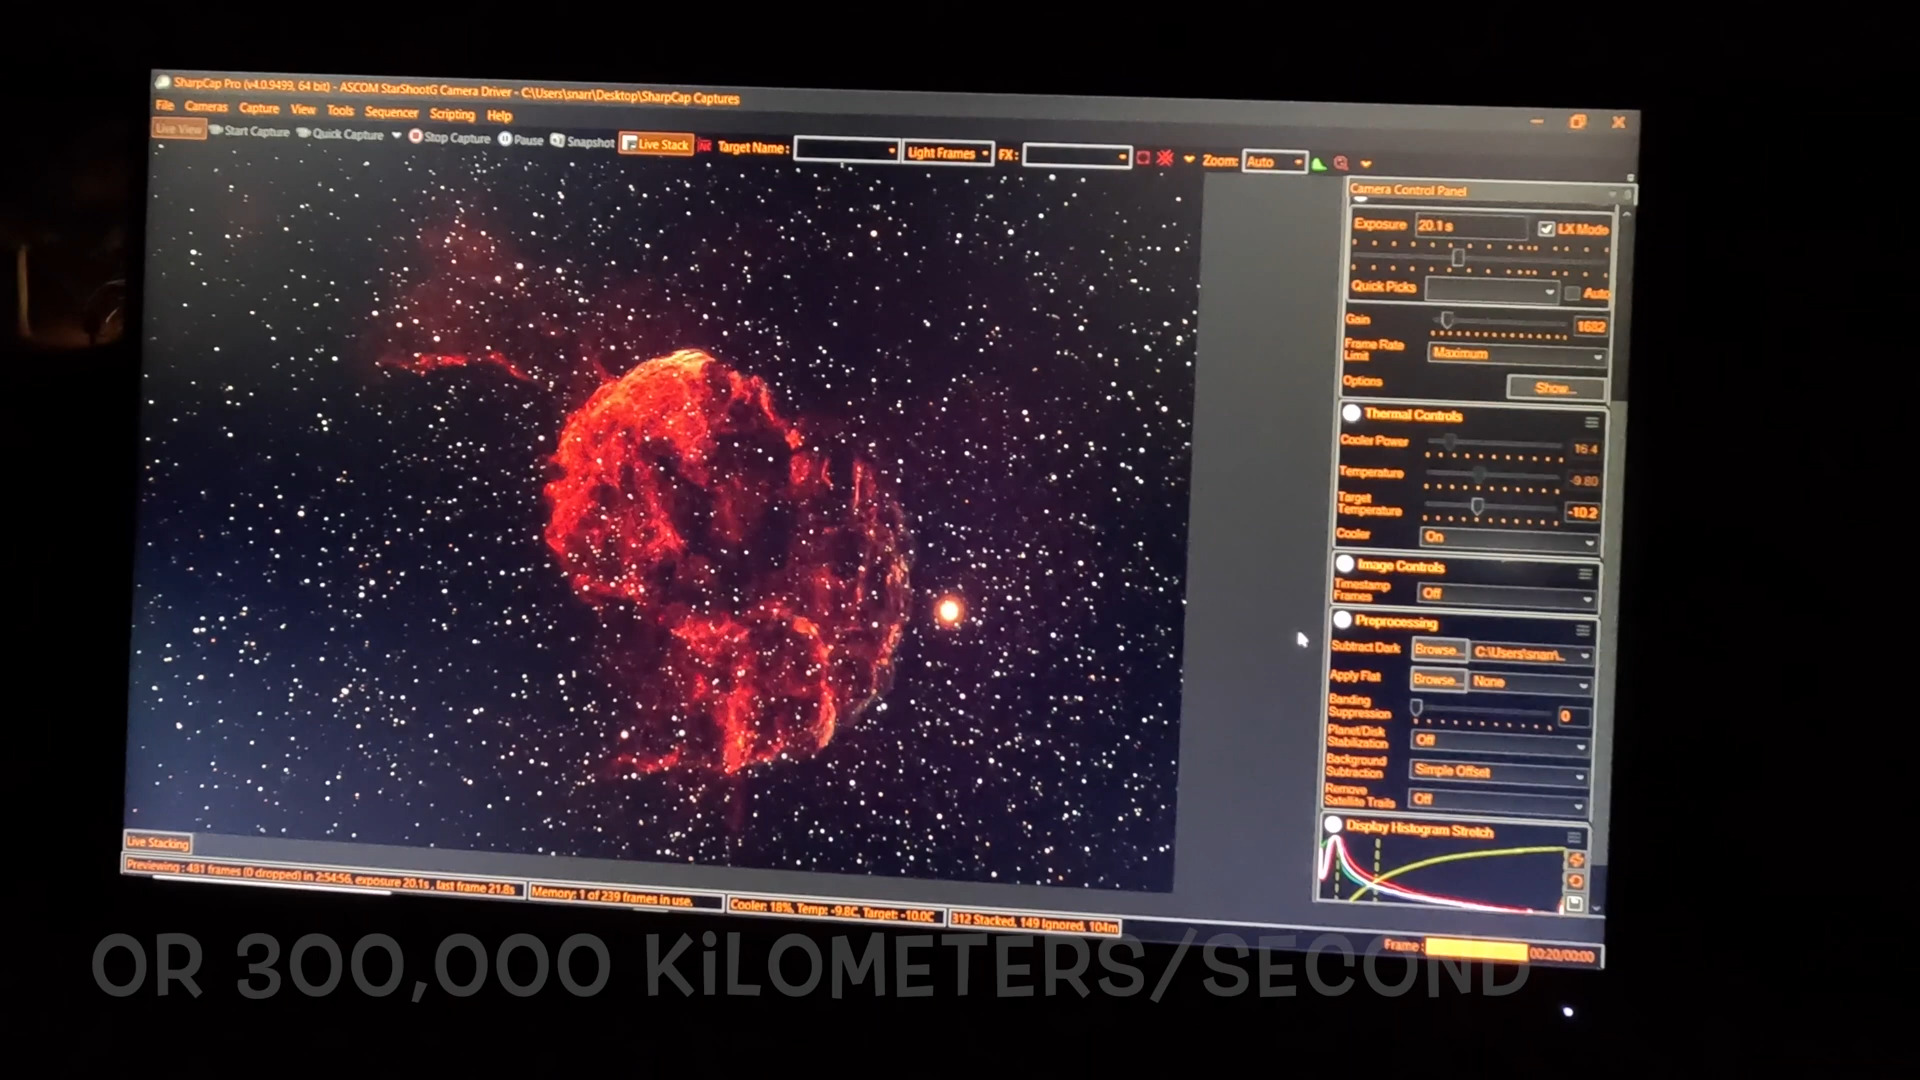 SharpCap Pro (v4.0.9499, 64 bit) - ASCOM StarShootG Camera Driver - C:\Users\snarr\Desktop\SharpCap Captures
File Cameras Capture View Tools Sequencer Scripting Help
Live View Start Capture Quick Capture Stop Capture Pause Snapshot Live Stack Target Name : Light Frames FX : Zoom: Auto
Camera Control Panel
Exposure 20.1 s LX Mode
Quick Picks Auto
Gain 1682
Frame Rate Limit Maximum
Options Show...
Thermal Controls
Cooler Power 16.4
Temperature -9.80
Target Temperature -10.2
Cooler On
Image Controls
Timestamp Frames Off
Preprocessing
Subtract Dark Browse... C:\Users\snarr\...
Apply Flat Browse... None
Banding Suppression 0
Planet/Disk Stabilization Off
Background Subtraction Simple Offset
Remove Satellite Trails Off
Display Histogram Stretch
Live Stacking
Previewing : 481 frames (0 dropped) in 2:54:56, exposure 20.1s , last frame 21.8s
Memory: 1 of 239 frames in use.
Cooler: 18%, Temp: -9.8C, Target: -10.0C
312 Stacked, 149 Ignored, 104m
Frame : 00:20/00:00
OR 300,000 KiLOMETERS/SECOND